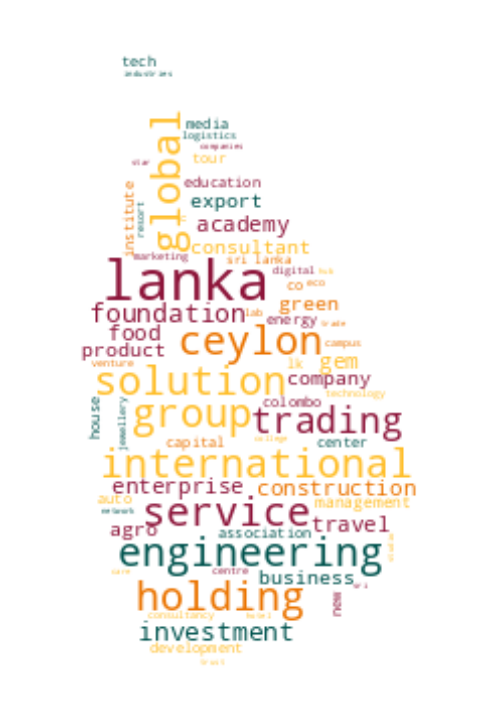 tech
industries
global
media
logistics
companies
star
tour
education
institute
resort
export
academy
consultant
marketing
sri lanka
lanka
digital
hub
co
eco
green
foundation
lab
energy
trade
food
ceylon
campus
product
venture
lk
gem
solution
company
technology
house
jewellery
group
colombo
trading
capital
college
center
international
enterprise
construction
auto
management
network
service
agro
travel
association
engineering
care
centre
business
sri
holding
new
consultancy
hotel
investment
development
travel